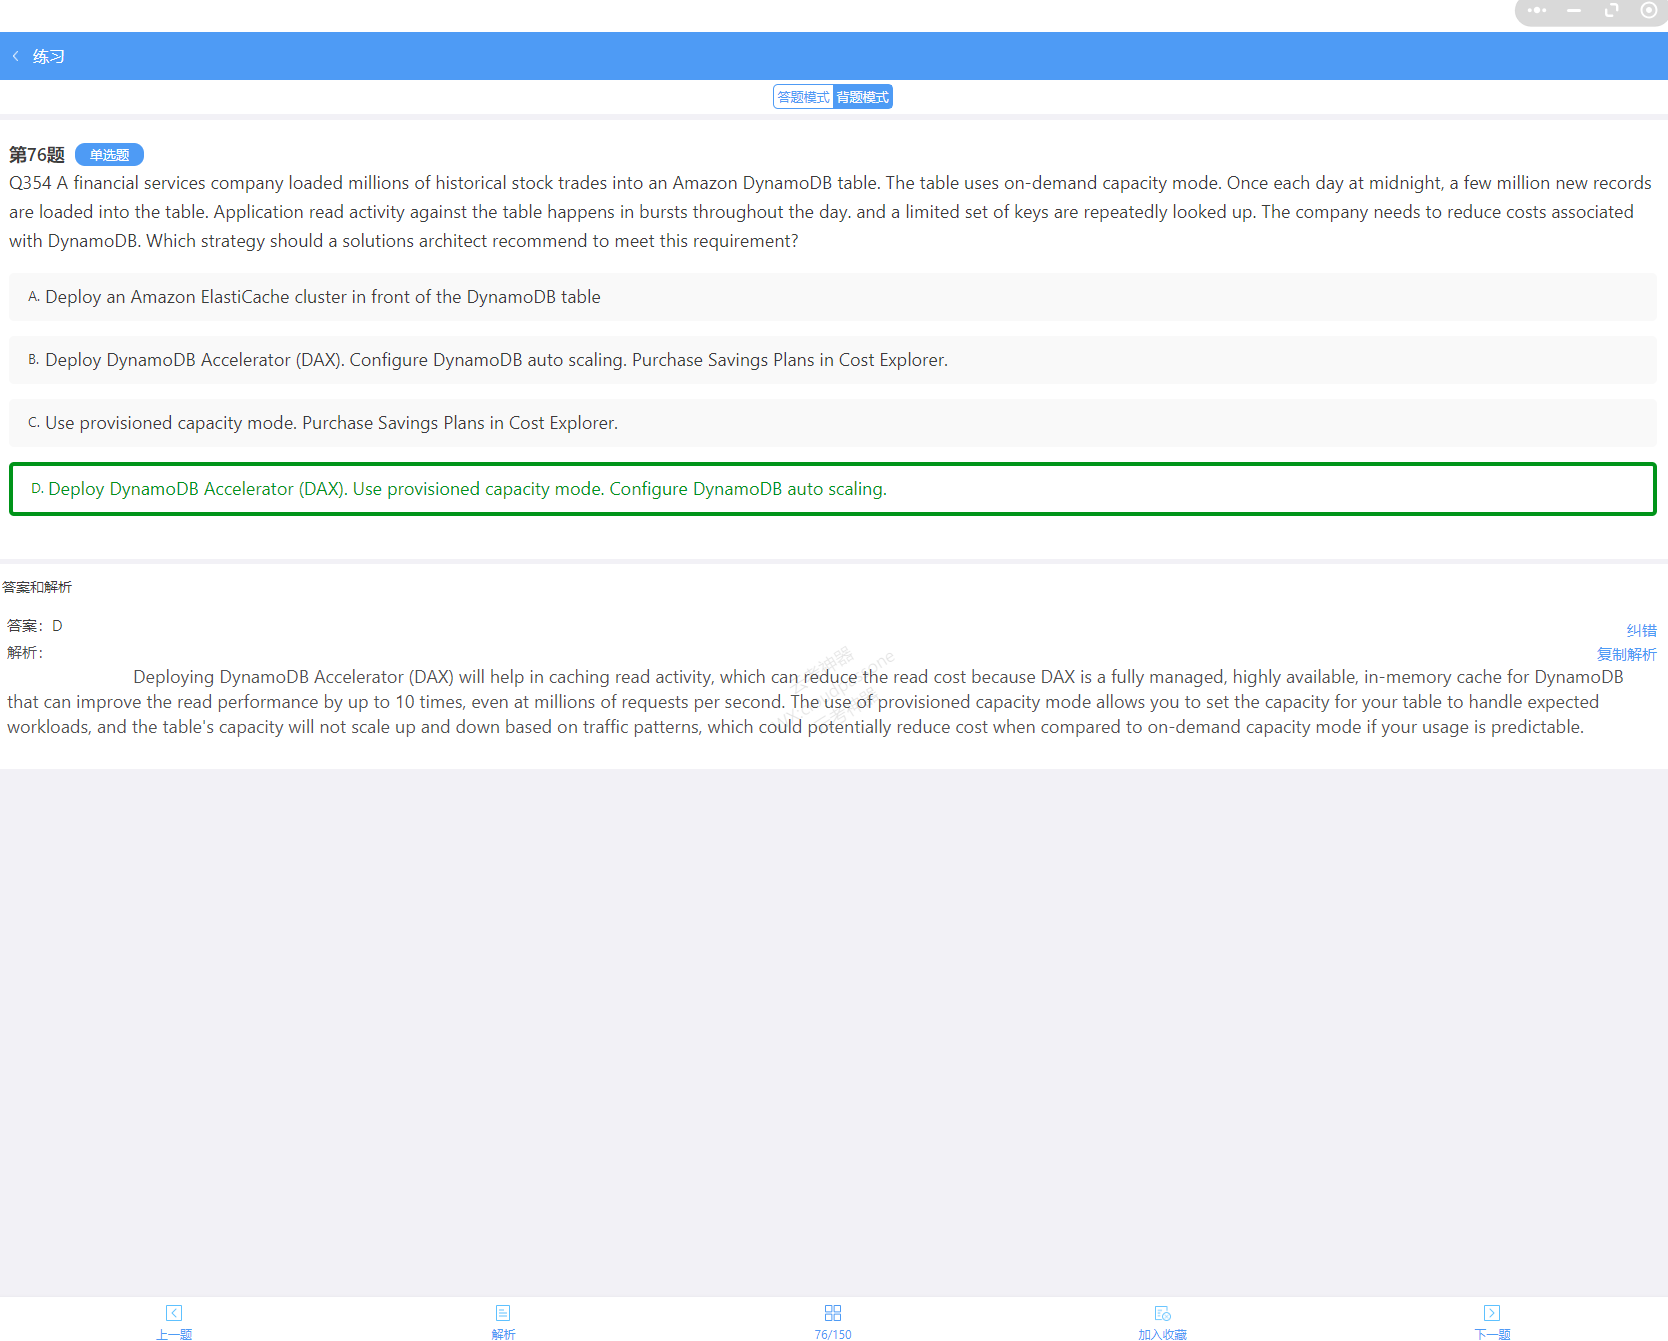 练习
答题模式 背题模式
第76题 单选题
Q354 A financial services company loaded millions of historical stock trades into an Amazon DynamoDB table. The table uses on-demand capacity mode. Once each day at midnight, a few million new records
are loaded into the table. Application read activity against the table happens in bursts throughout the day. and a limited set of keys are repeatedly looked up. The company needs to reduce costs associated
with DynamoDB. Which strategy should a solutions architect recommend to meet this requirement?
A. Deploy an Amazon ElastiCache cluster in front of the DynamoDB table
B. Deploy DynamoDB Accelerator (DAX). Configure DynamoDB auto scaling. Purchase Savings Plans in Cost Explorer.
C. Use provisioned capacity mode. Purchase Savings Plans in Cost Explorer.
D. Deploy DynamoDB Accelerator (DAX). Use provisioned capacity mode. Configure DynamoDB auto scaling.
答案和解析
答案：D
纠错
解析：
复制解析
Deploying DynamoDB Accelerator (DAX) will help in caching read activity, which can reduce the read cost because DAX is a fully managed, highly available, in-memory cache for DynamoDB
that can improve the read performance by up to 10 times, even at millions of requests per second. The use of provisioned capacity mode allows you to set the capacity for your table to handle expected
workloads, and the table's capacity will not scale up and down based on traffic patterns, which could potentially reduce cost when compared to on-demand capacity mode if your usage is predictable.
上一题 解析 76/150 加入收藏 下一题